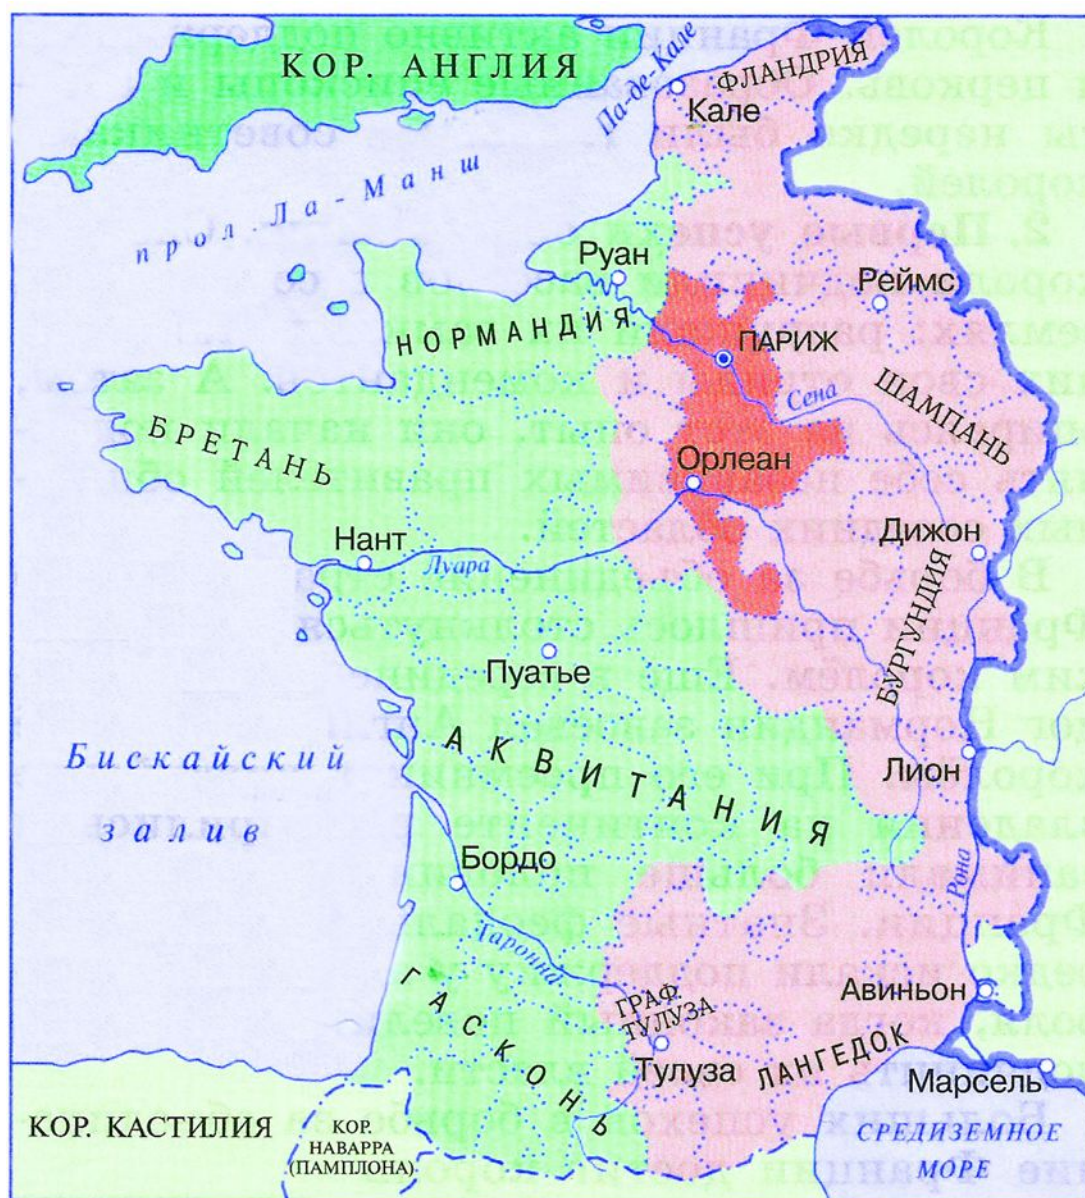 КОР. АНГЛИЯ
Па-де-Кале
ФЛАНДРИЯ
Кале
прол. Ла-Манш
Руан
Реймс
НОРМАНДИЯ
ПАРИЖ
Сена
ШАМПАНЬ
БРЕТАНЬ
Орлеан
Нант
Луара
Дижон
БУРГУНДИЯ
Пуатье
АКВИТАНИЯ
Бискайский
залив
Лион
Бордо
Рона
Гаронна
ГАСКОНЬ
ГРАФ.
ТУЛУЗА
Авиньон
Тулуза
ЛАНГЕДОК
Марсель
КОР. КАСТИЛИЯ
КОР.
НАВАРРА
(ПАМПЛОНА)
СРЕДИЗЕМНОЕ
МОРЕ